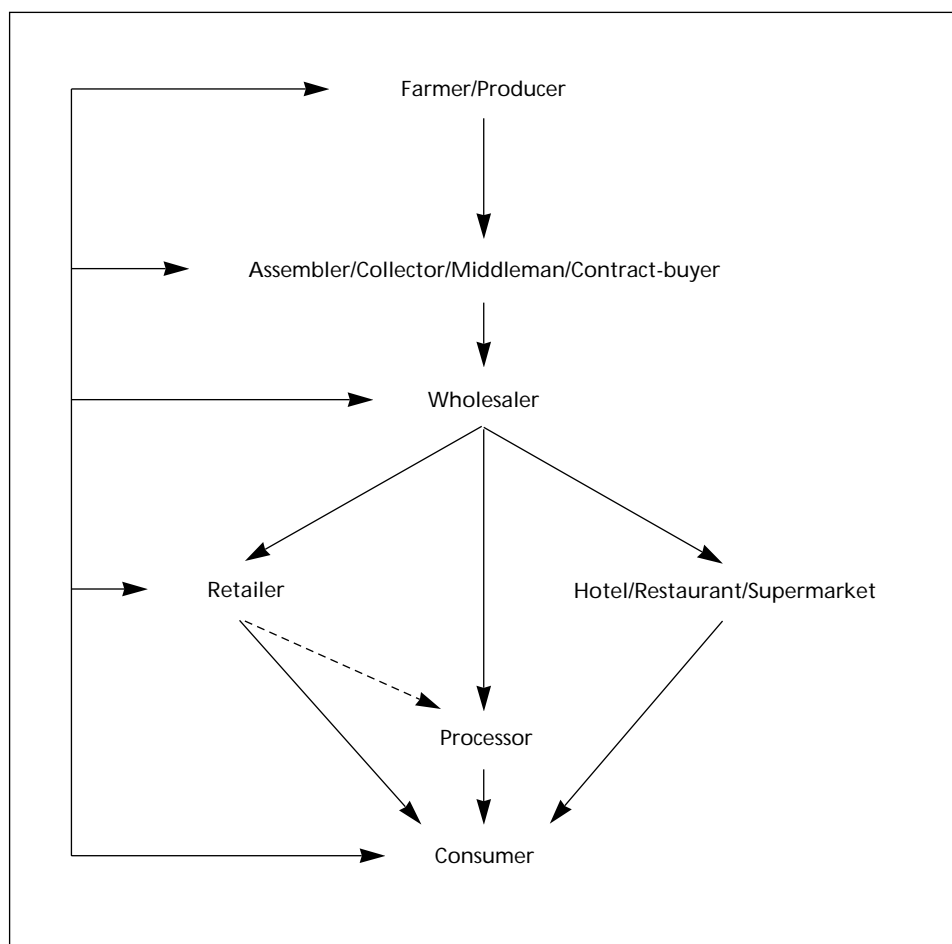 Farmer/Producer
Assembler/Collector/Middleman/Contract-buyer
Wholesaler
Retailer
Hotel/Restaurant/Supermarket
Processor
Consumer